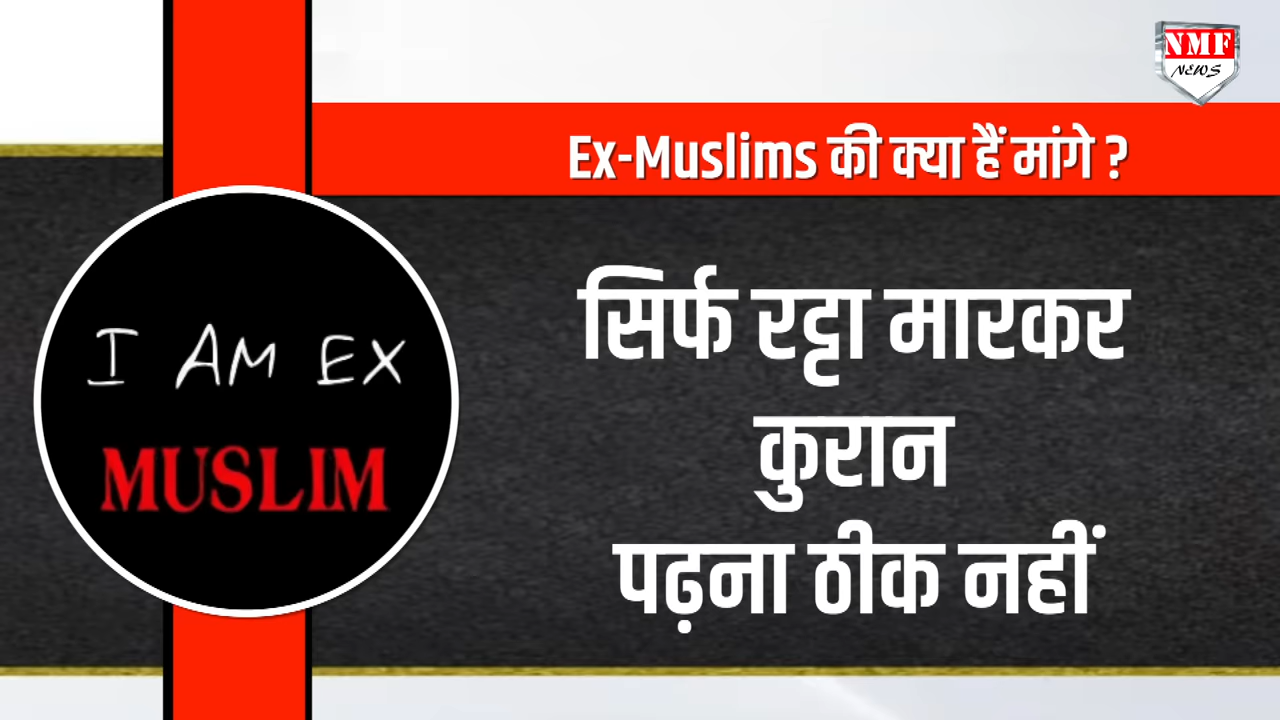 NMF
NEWS
Ex-Muslims की क्या हैं मांगे ?
I AM EX
MUSLIM
सिर्फ रट्टा मारकर
कुरान
पढ़ना ठीक नहीं